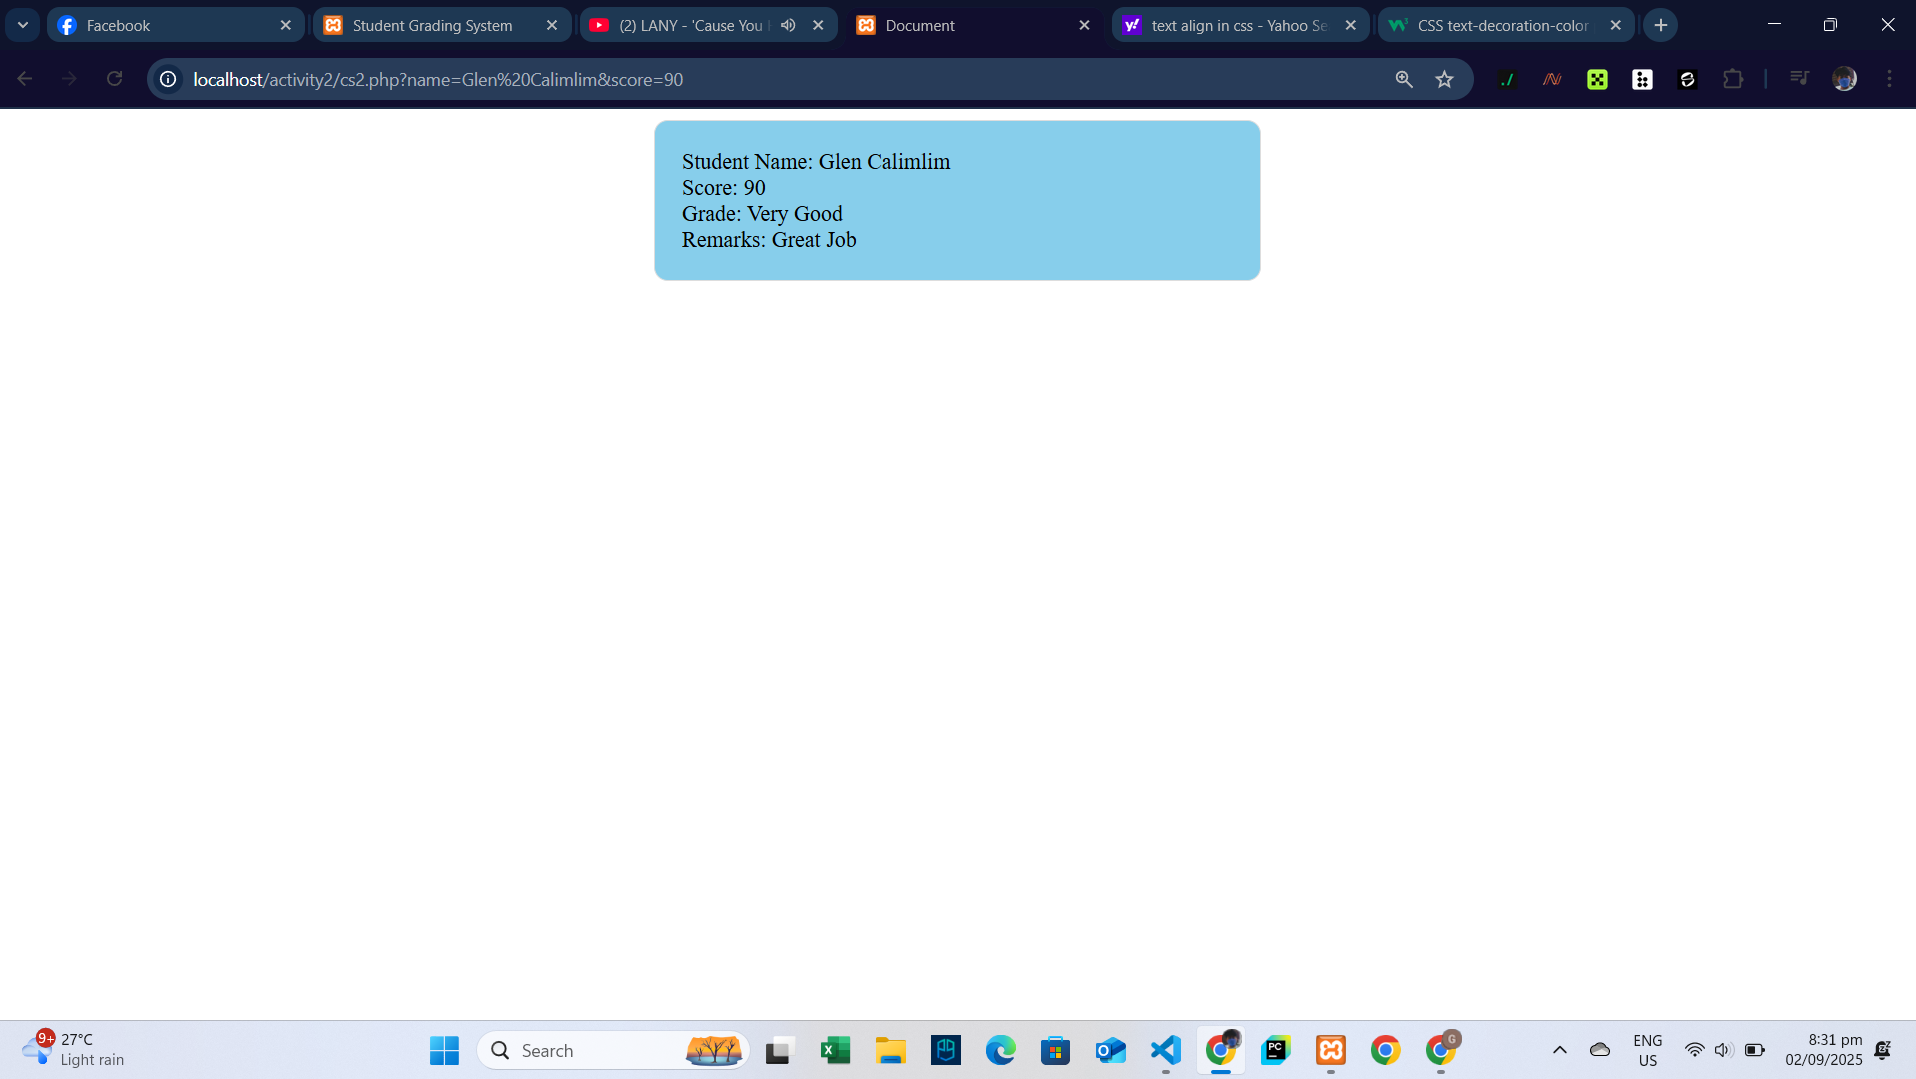 Facebook
Student Grading System
(2) LANY - 'Cause You
Document
text align in css - Yahoo Se
CSS text-decoration-color
localhost/activity2/cs2.php?name=Glen%20Calimlim&score=90
Student Name: Glen Calimlim
Score: 90
Grade: Very Good
Remarks: Great Job
9+
27°C
Light rain
Search
PC
G
ENG
US
8:31 pm
02/09/2025